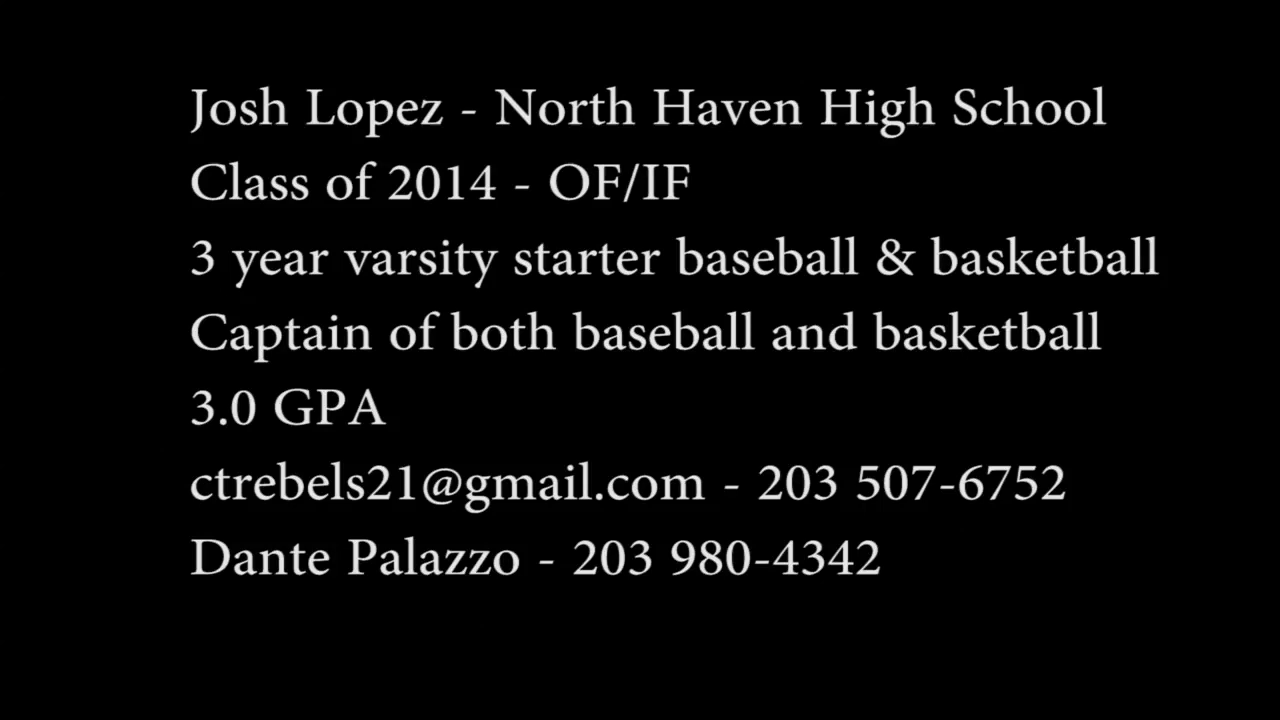 Josh Lopez - North Haven High School
Class of 2014 - OF/IF
3 year varsity starter baseball & basketball
Captain of both baseball and basketball
3.0 GPA
ctrebels21@gmail.com - 203 507-6752
Dante Palazzo - 203 980-4342